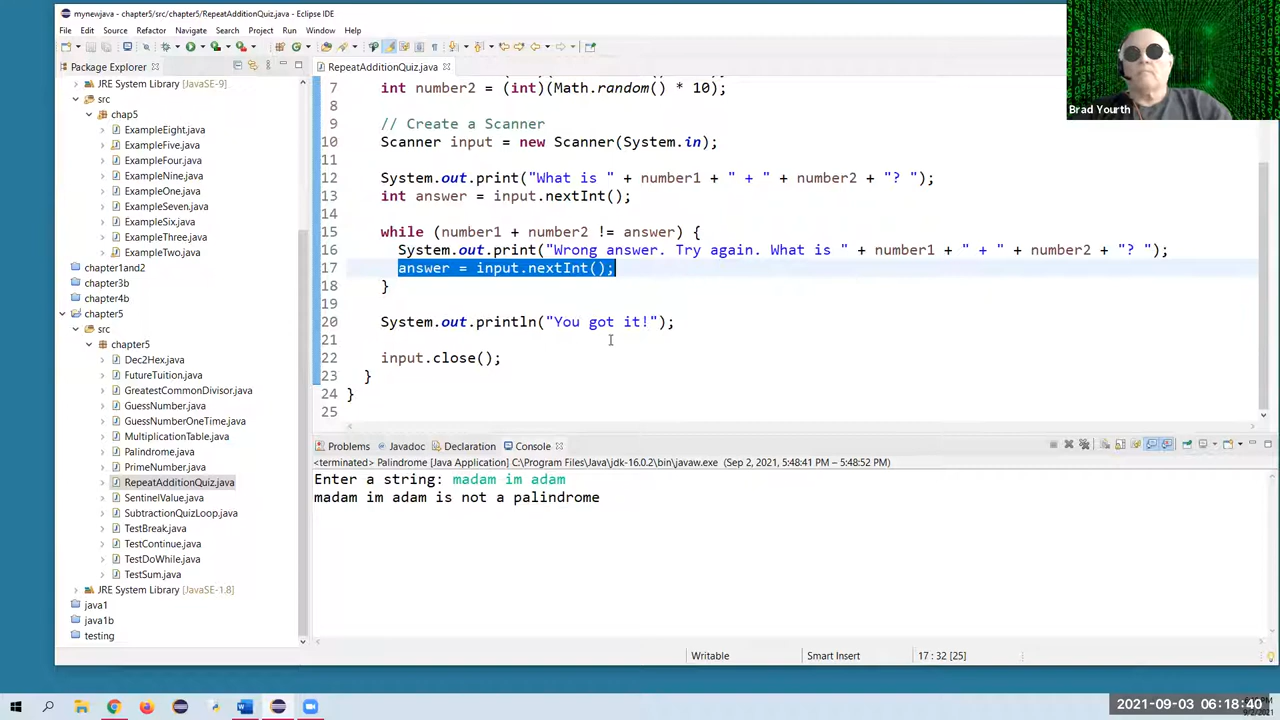 mynewjava - chapter5/src/chapter5/RepeatAdditionQuiz.java - Eclipse IDE
File Edit Source Refactor Navigate Search Project Run Window Help
Package Explorer
JRE System Library [JavaSE-9]
src
chap5
ExampleEight.java
ExampleFive.java
ExampleFour.java
ExampleNine.java
ExampleOne.java
ExampleSeven.java
ExampleSix.java
ExampleThree.java
ExampleTwo.java
chapter1and2
chapter3b
chapter4b
chapter5
src
chapter5
Dec2Hex.java
FutureTuition.java
GreatestCommonDivisor.java
GuessNumber.java
GuessNumberOneTime.java
MultiplicationTable.java
Palindrome.java
PrimeNumber.java
RepeatAdditionQuiz.java
SentinelValue.java
SubtractionQuizLoop.java
TestBreak.java
TestContinue.java
TestDoWhile.java
TestSum.java
JRE System Library [JavaSE-1.8]
java1
java1b
testing
RepeatAdditionQuiz.java
7 int number2 = (int)(Math.random() * 10);
8
9 // Create a Scanner
10 Scanner input = new Scanner(System.in);
11
12 System.out.print("What is " + number1 + " + " + number2 + "? ");
13 int answer = input.nextInt();
14
15 while (number1 + number2 != answer) {
16 System.out.print("Wrong answer. Try again. What is " + number1 + " + " + number2 + "? ");
17 answer = input.nextInt();
18 }
19
20 System.out.println("You got it!");
21
22 input.close();
23 }
24 }
25
Problems Javadoc Declaration Console
<terminated> Palindrome [Java Application] C:\Program Files\Java\jdk-16.0.2\bin\javaw.exe (Sep 2, 2021, 5:48:41 PM – 5:48:52 PM)
Enter a string: madam im adam
madam im adam is not a palindrome
Writable Smart Insert 17 : 32 [25]
Brad Yourth
2021-09-03 06:18:40